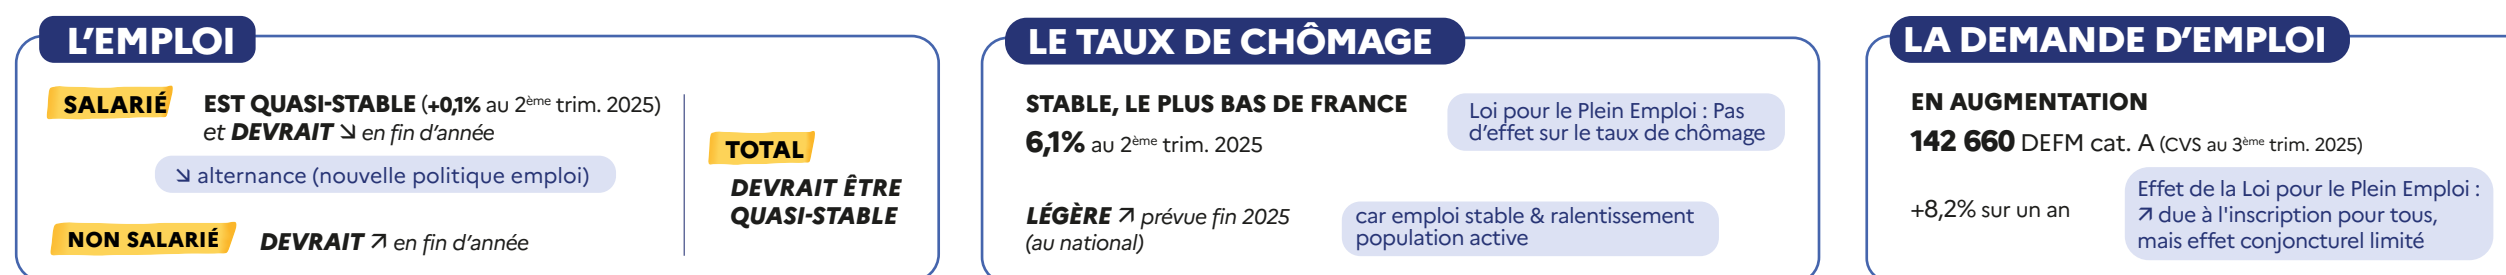 L'EMPLOI
SALARIÉ
EST QUASI-STABLE (+0,1% au 2ème trim. 2025)
et DEVRAIT ↘ en fin d'année
↘ alternance (nouvelle politique emploi)
NON SALARIÉ
DEVRAIT ↗ en fin d'année
TOTAL
DEVRAIT ÊTRE
QUASI-STABLE
LE TAUX DE CHÔMAGE
STABLE, LE PLUS BAS DE FRANCE
6,1% au 2ème trim. 2025
Loi pour le Plein Emploi : Pas
d'effet sur le taux de chômage
LÉGÈRE ↗ prévue fin 2025
(au national)
car emploi stable & ralentissement
population active
LA DEMANDE D'EMPLOI
EN AUGMENTATION
142 660 DEFM cat. A (CVS au 3ème trim. 2025)
+8,2% sur un an
Effet de la Loi pour le Plein Emploi :
↗ due à l'inscription pour tous,
mais effet conjoncturel limité